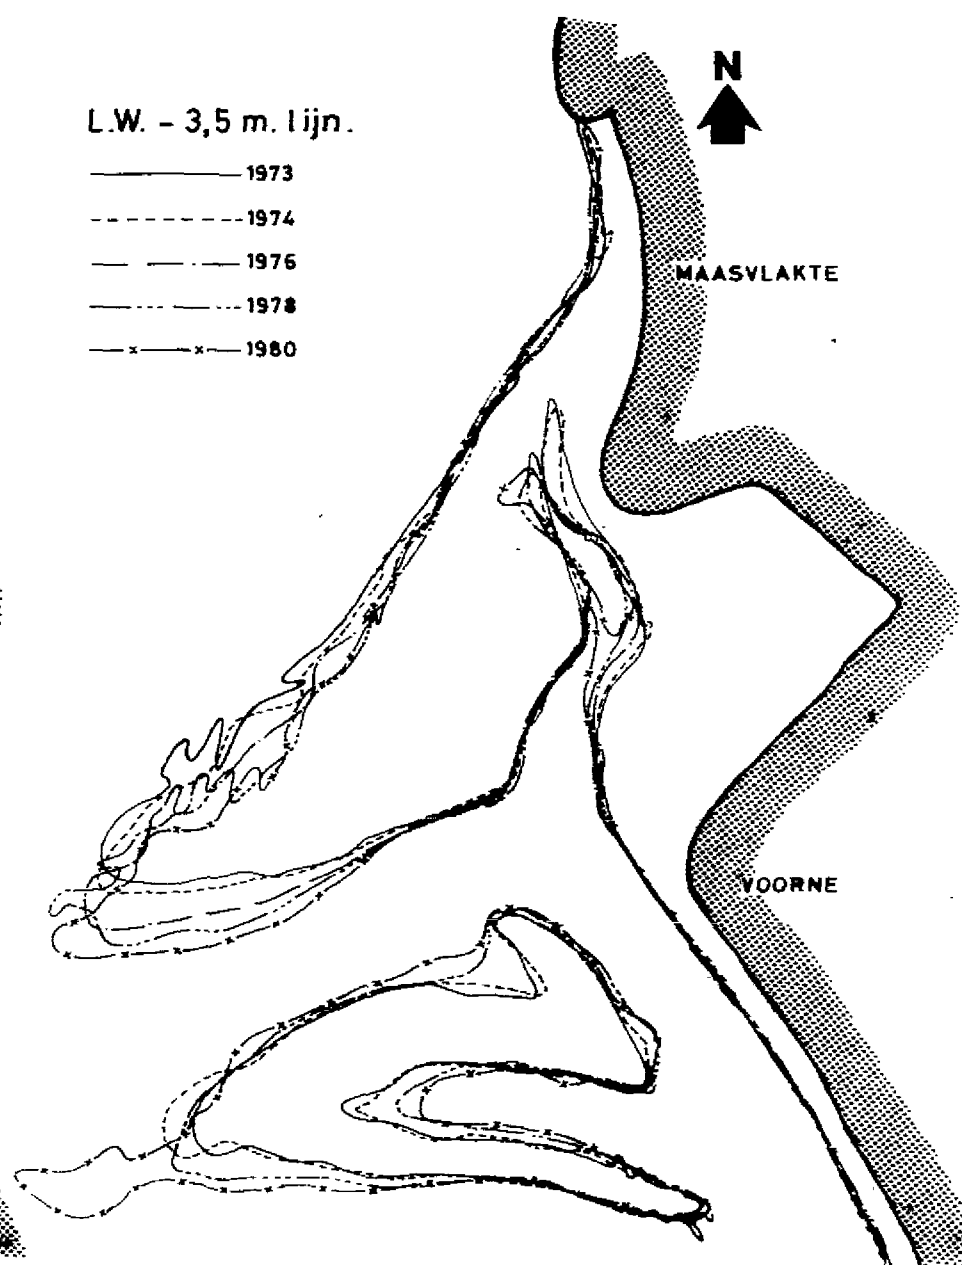 N
L.W. - 3,5 m. lijn.
1973
1974
1976
1978
1980
MAASVLAKTE
VOORNE